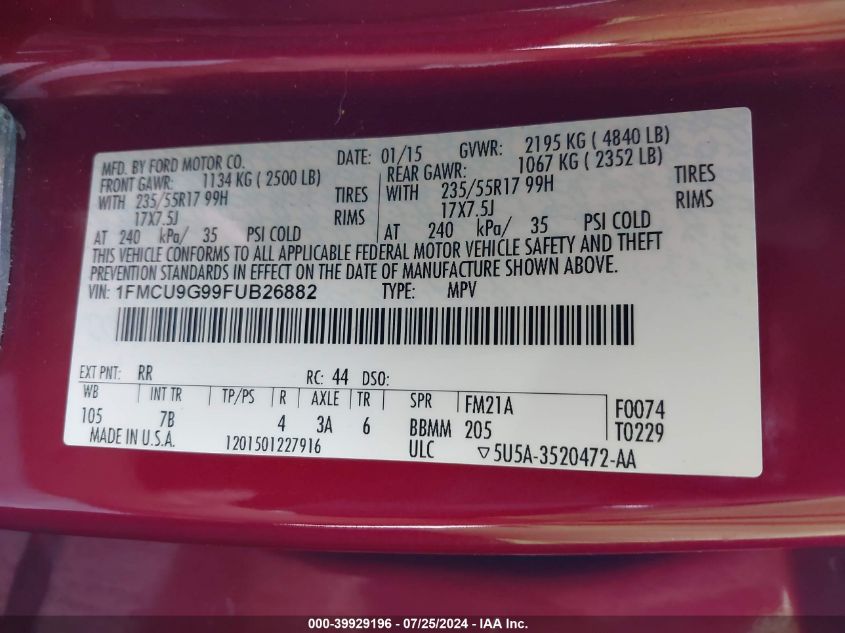 MFD. BY FORD MOTOR CO. DATE: 01/15 GVWR: 2195 KG ( 4840 LB)
FRONT GAWR: 1134 KG ( 2500 LB) REAR GAWR: 1067 KG ( 2352 LB)
WITH 235/55R17 99H TIRES WITH 235/55R17 99H TIRES
17X7.5J RIMS 17X7.5J RIMS
AT 240 kPa/ 35 PSI COLD AT 240 kPa/ 35 PSI COLD
THIS VEHICLE CONFORMS TO ALL APPLICABLE FEDERAL MOTOR VEHICLE SAFETY AND THEFT
PREVENTION STANDARDS IN EFFECT ON THE DATE OF MANUFACTURE SHOWN ABOVE.
VIN: 1FMCU9G99FUB26882 TYPE: MPV
EXT PNT: RR RC: 44 DSO:
WB INT TR TP/PS R AXLE TR SPR FM21A F0074
105 7B 4 3A 6 BBMM 205 T0229
MADE IN U.S.A. 1201501227916 ULC ▽5U5A-3520472-AA
000-39929196 - 07/25/2024 - IAA Inc.